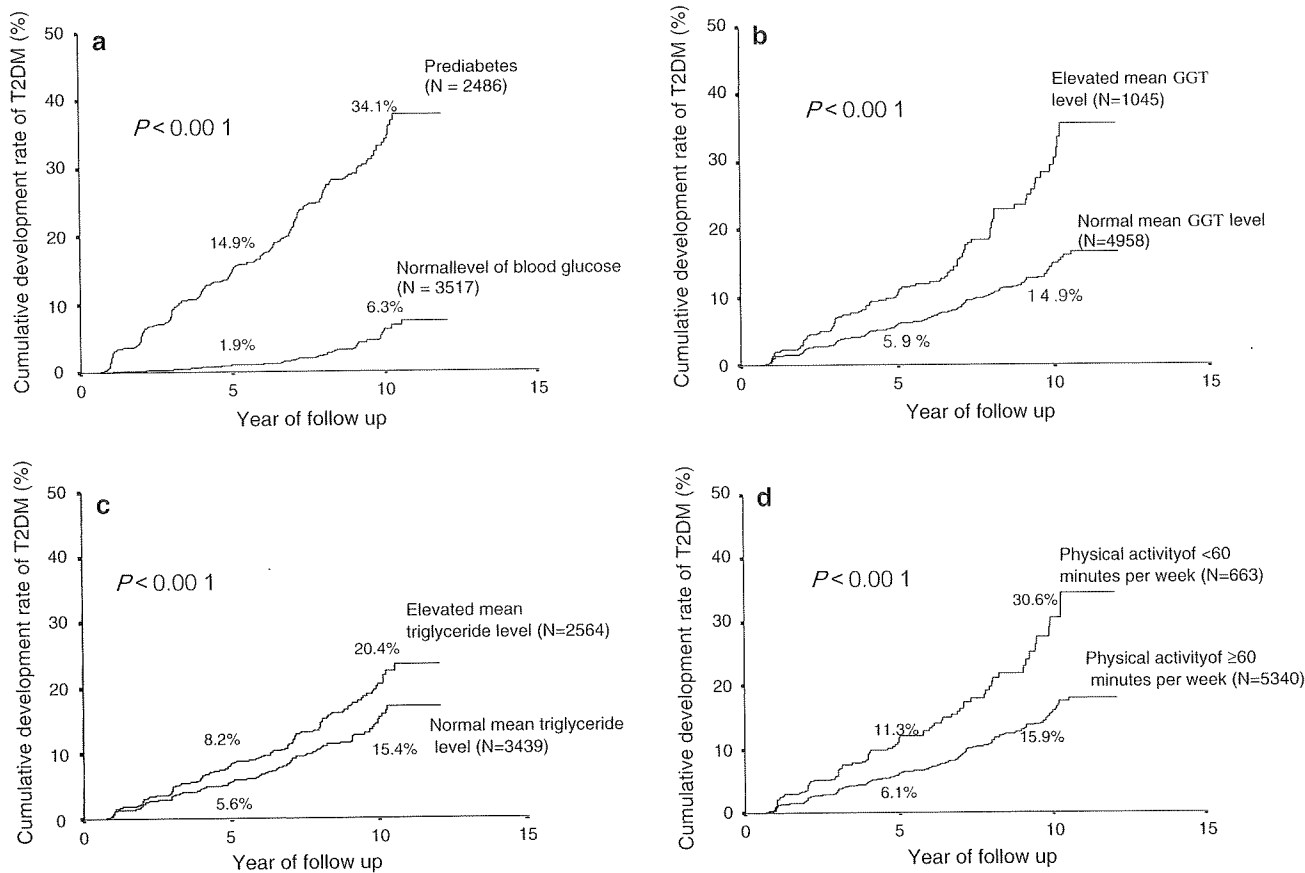 Cumulative development rate of T2DM (%)
50
40
30
20
10
0
a
P < 0.00 1
Prediabetes
(N = 2486)
34.1%
14.9%
Normallevel of blood glucose
(N = 3517)
6.3%
1.9%
0
5
10
15
Year of follow up
Cumulative development rate of T2DM (%)
50
40
30
20
10
0
b
P < 0.00 1
Elevated mean GGT
level (N=1045)
Normal mean GGT level
(N=4958)
14.9%
5.9%
0
5
10
15
Year of follow up
Cumulative development rate of T2DM (%)
50
40
30
20
10
0
c
P < 0.00 1
Elevated mean
triglyceride level (N=2564)
20.4%
8.2%
Normal mean triglyceride
level (N=3439)
15.4%
5.6%
0
5
10
15
Year of follow up
Cumulative development rate of T2DM (%)
50
40
30
20
10
0
d
P < 0.00 1
Physical activityof <60
minutes per week (N=663)
30.6%
11.3%
Physical activityof ≥60
minutes per week (N=5340)
15.9%
6.1%
0
5
10
15
Year of follow up